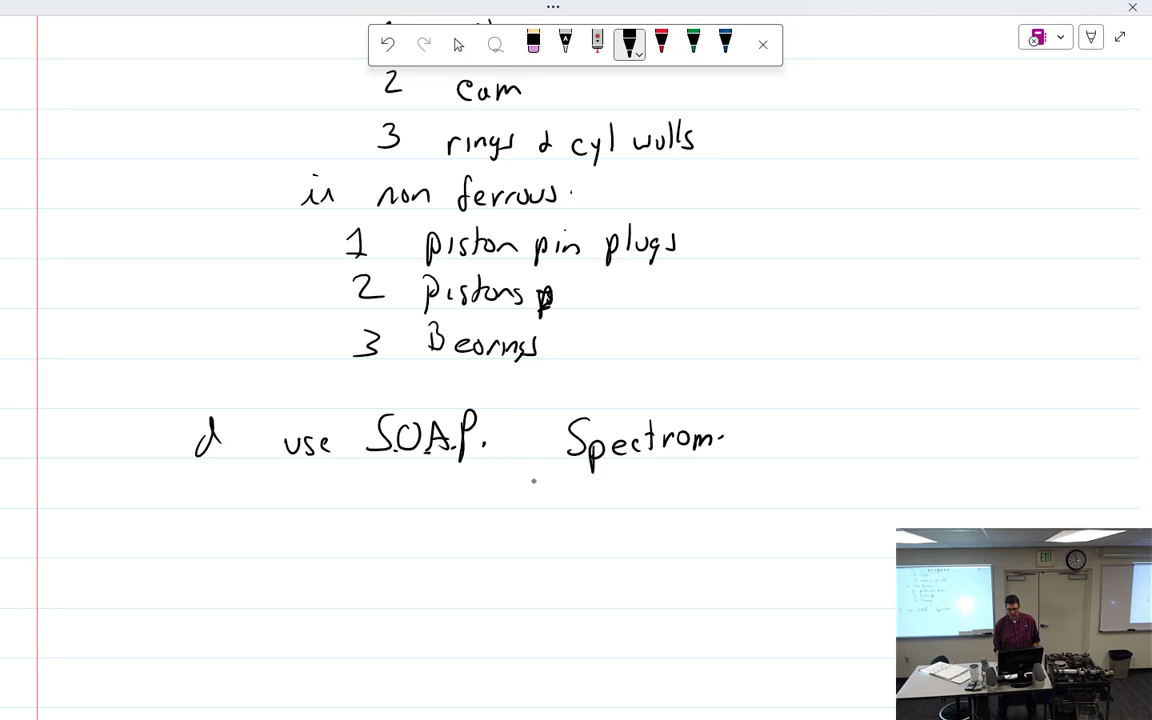 2 cam
3 rings & cyl walls
ii non ferrous.
1 piston pin plugs
2 pistons
3 Bearings
d use S.O.A.P. Spectrom.
EXIT